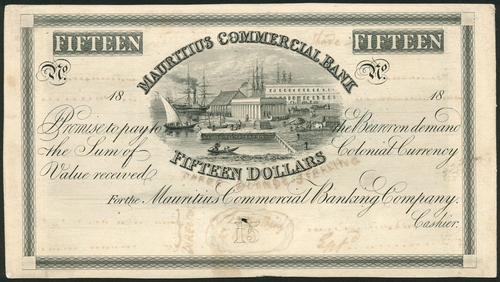 FIFTEEN FIFTEEN
MAURITIUS COMMERCIAL BANK
No. No.
18 . 18 .
Promise to pay to the Bearer on demand
the Sum of FIFTEEN DOLLARS Colonial Currency
Value received
For the Mauritius Commercial Banking Company.
Cashier.
15